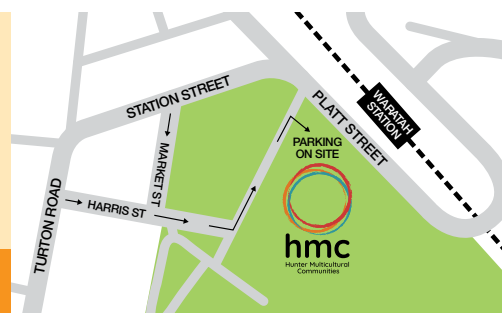 STATION STREET
MARKET ST
HARRIS ST
TURTON ROAD
PLATT STREET
WARATAH
STATION
PARKING
ON SITE
hmc
Hunter Multicultural
Communities